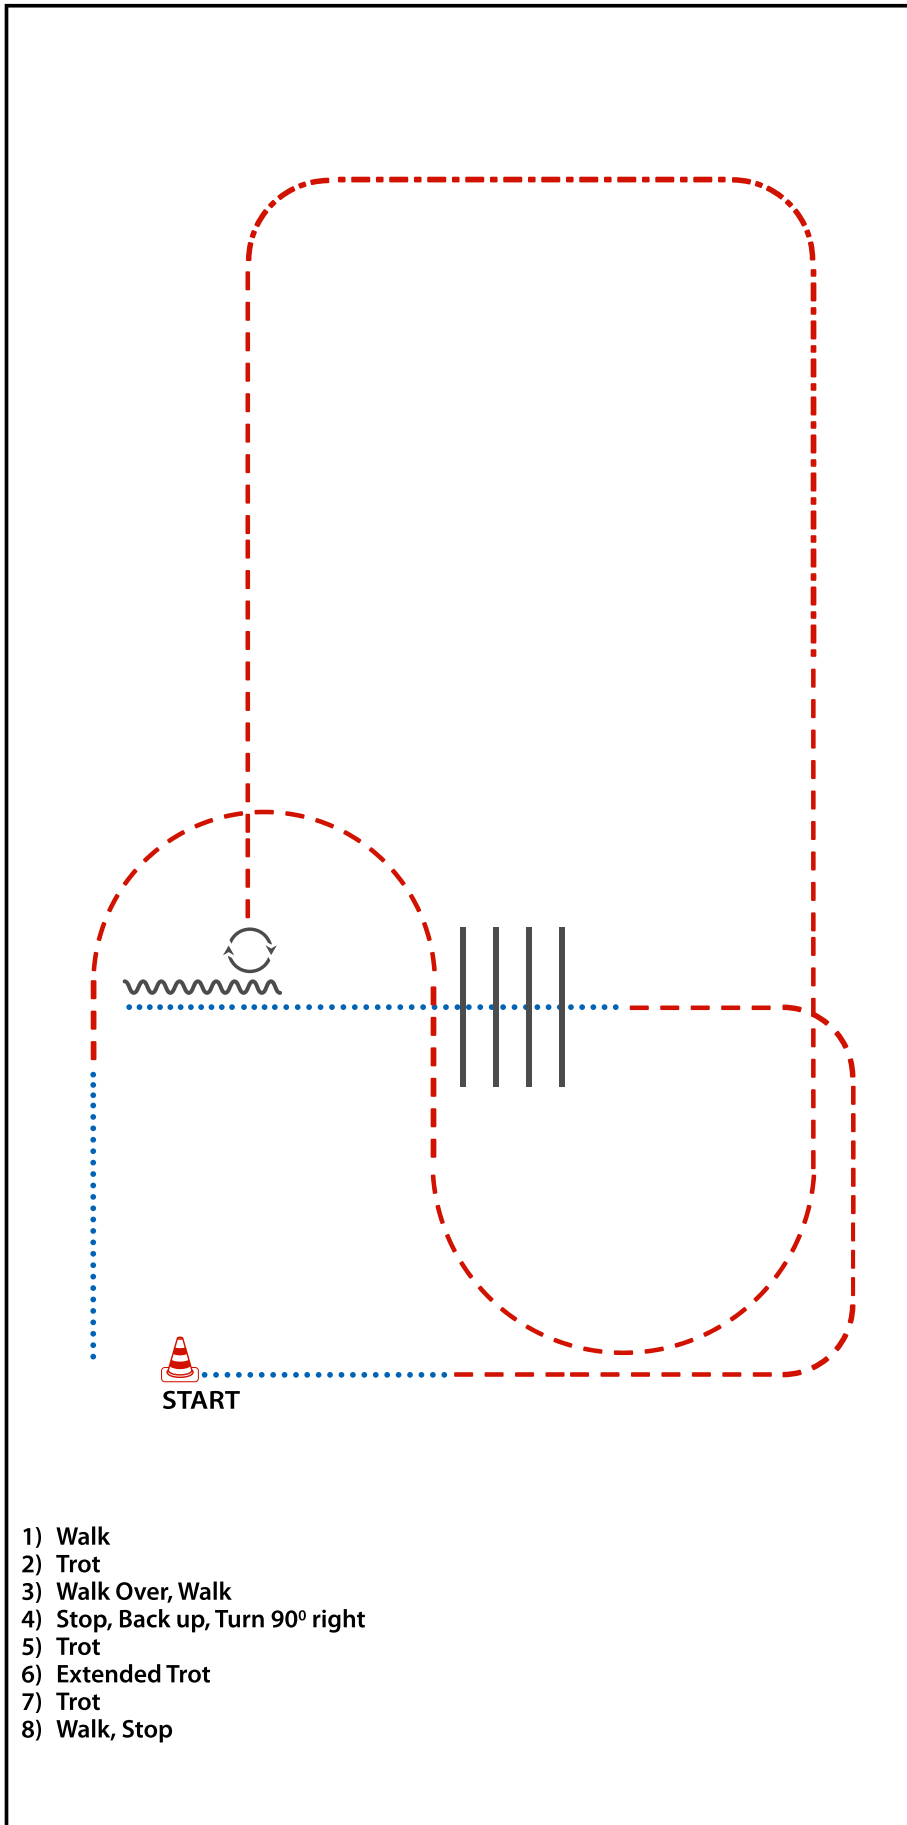 START
1) Walk
2) Trot
3) Walk Over, Walk
4) Stop, Back up, Turn 90⁰ right
5) Trot
6) Extended Trot
7) Trot
8) Walk, Stop